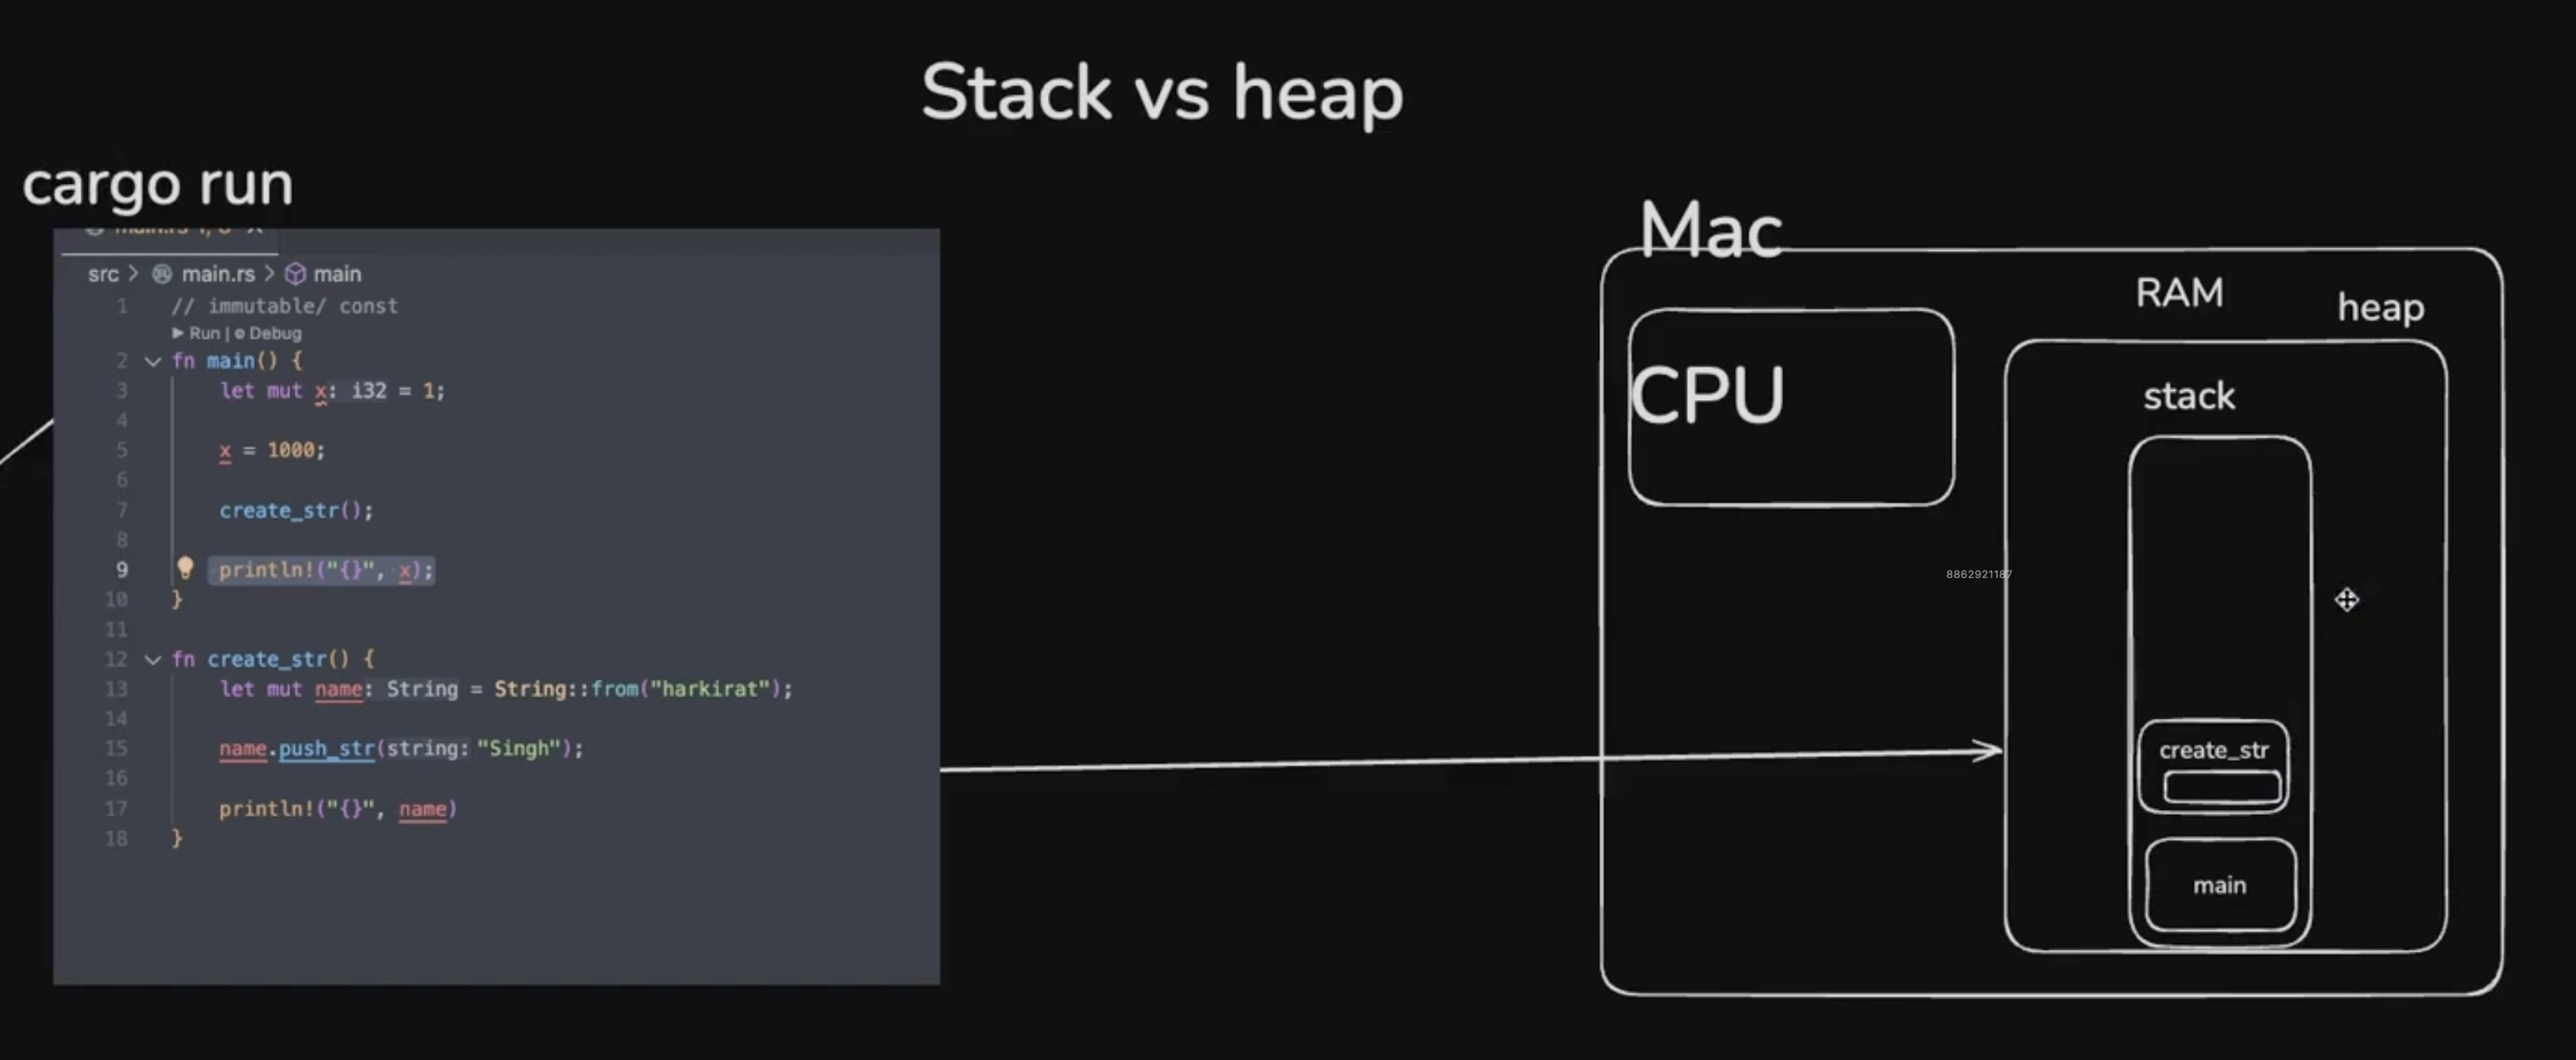 Stack vs heap
cargo run
src > main.rs > main
1 // immutable/ const
Run | Debug
2 fn main() {
3 let mut x: i32 = 1;
4
5 x = 1000;
6
7 create_str();
8
9 println!("{}", x);
10 }
11
12 fn create_str() {
13 let mut name: String = String::from("harkirat");
14
15 name.push_str(string: "Singh");
16
17 println!("{}", name)
18 }
Mac
CPU
RAM
heap
stack
8862921187
create_str
main